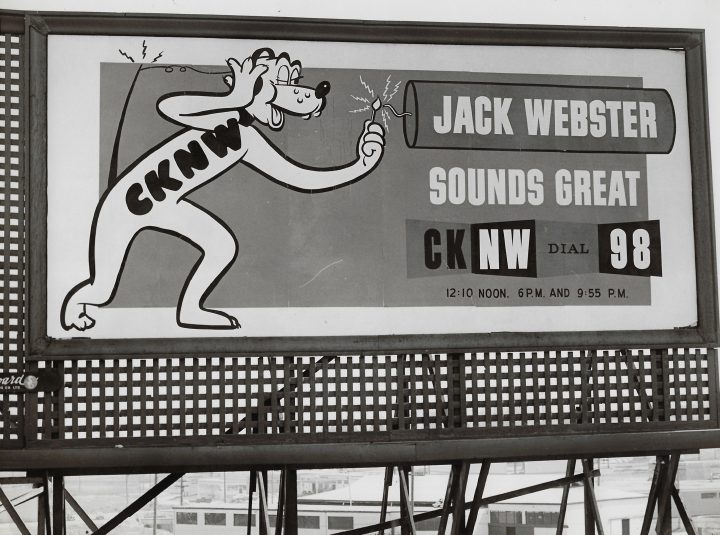 CKNW
JACK WEBSTER
SOUNDS GREAT
CKNW DIAL 98
12:10 NOON, 6 P.M. AND 9:55 P.M.